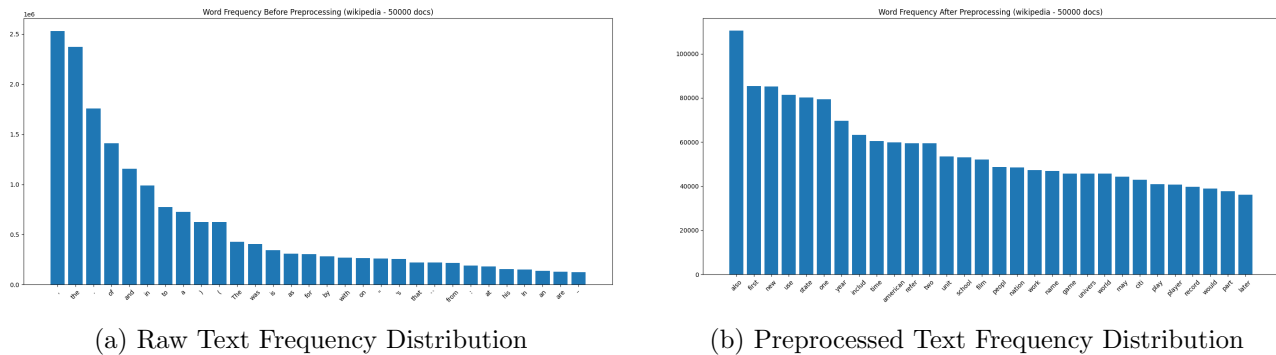 Word Frequency Before Preprocessing (wikipedia - 50000 docs)
1e6
2.5
2.0
1.5
1.0
0.5
0.0
, the . of and in to a ) ( The was is as for by with on " 's that from : at his In an are
(a) Raw Text Frequency Distribution
Word Frequency After Preprocessing (wikipedia - 50000 docs)
100000
80000
60000
40000
20000
0
also first new use state one year includ time american refer two unit school film peopl nation work name game univers world may citi play player record would part later
(b) Preprocessed Text Frequency Distribution